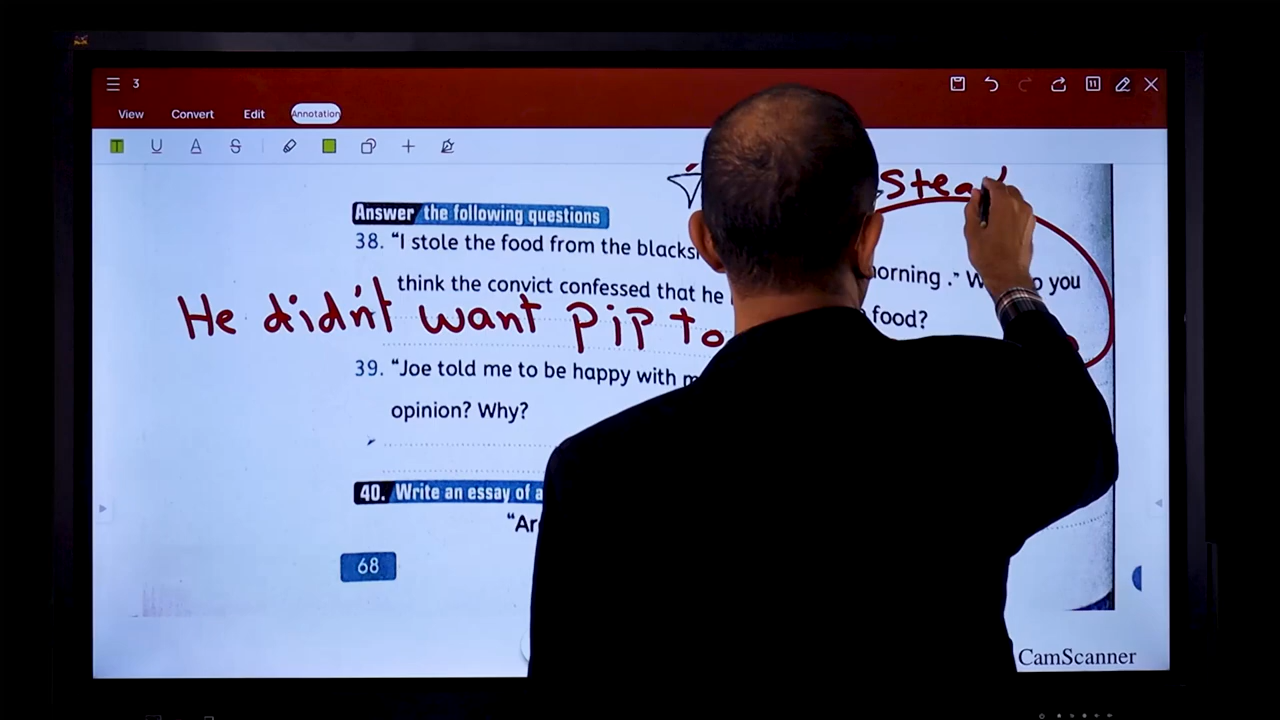 3
View Convert Edit Annotation
T U A S
stea
Answer the following questions
38. "I stole the food from the
orning ." you
think the convict confessed that he
food?
He didn't want pip to
39. "Joe told me to be happy with
opinion? Why?
40. Write an essay of
68
CamScanner